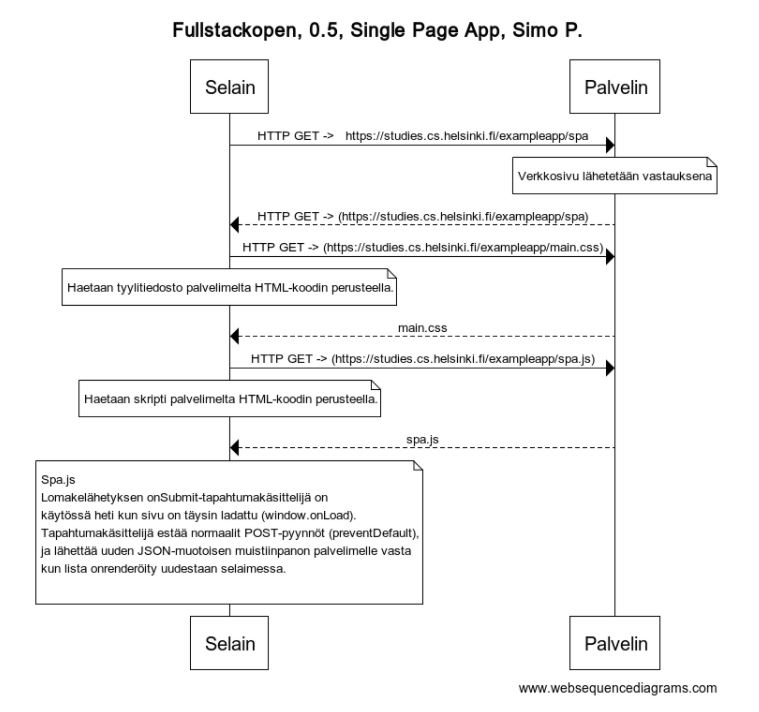 Fullstackopen, 0.5, Single Page App, Simo P.
Selain
Palvelin
HTTP GET -> https://studies.cs.helsinki.fi/exampleapp/spa
Verkkosivu lähetetään vastauksena
HTTP GET -> (https://studies.cs.helsinki.fi/exampleapp/spa)
HTTP GET -> (https://studies.cs.helsinki.fi/exampleapp/main.css)
Haetaan tyylitiedosto palvelimelta HTML-koodin perusteella.
main.css
HTTP GET -> (https://studies.cs.helsinki.fi/exampleapp/spa.js)
Haetaan skripti palvelimelta HTML-koodin perusteella.
spa.js
Spa.js
Lomakelähetyksen onSubmit-tapahtumakäsittelijä on
käytössä heti kun sivu on täysin ladattu (window.onLoad).
Tapahtumakäsittelijä estää normaalit POST-pyynnöt (preventDefault),
ja lähettää uuden JSON-muotoisen muistiinpanon palvelimelle vasta
kun lista onrenderöity uudestaan selaimessa.
Selain
Palvelin
www.websequencediagrams.com